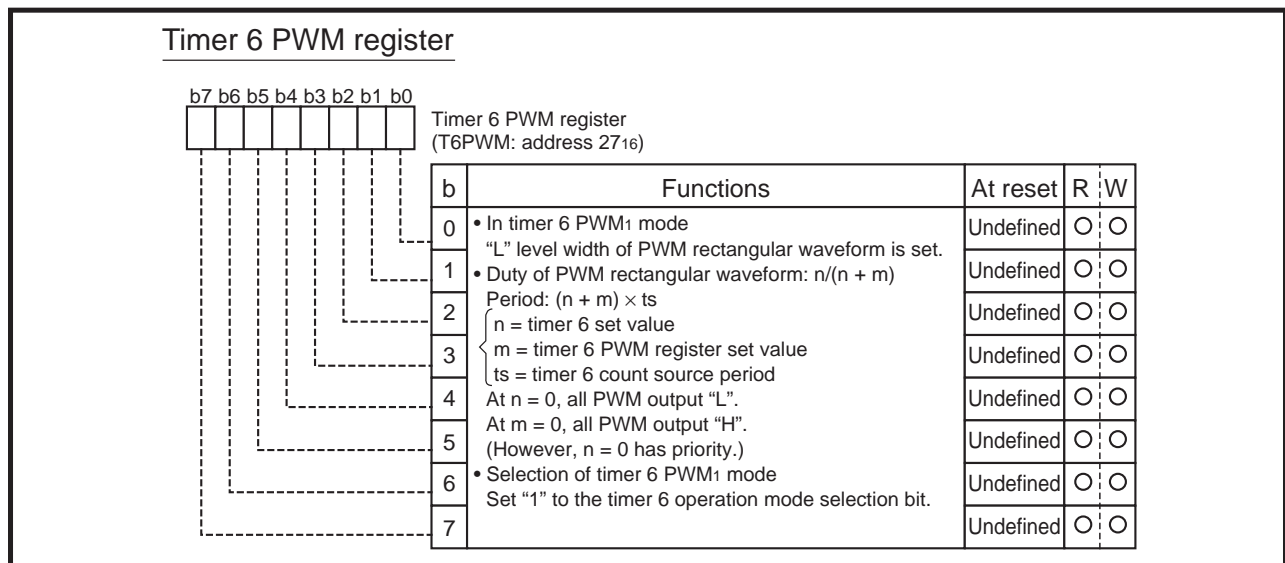 Timer 6 PWM register
b7 b6 b5 b4 b3 b2 b1 b0
Timer 6 PWM register
(T6PWM: address 27₁₆)
b Functions At reset R W
0 Undefined ○ ○
1 Undefined ○ ○
2 Undefined ○ ○
3 Undefined ○ ○
4 Undefined ○ ○
5 Undefined ○ ○
6 Undefined ○ ○
7 Undefined ○ ○
• In timer 6 PWM₁ mode
“L” level width of PWM rectangular waveform is set.
• Duty of PWM rectangular waveform: n/(n + m)
Period: (n + m) × ts
n = timer 6 set value
m = timer 6 PWM register set value
ts = timer 6 count source period
At n = 0, all PWM output “L”.
At m = 0, all PWM output “H”.
(However, n = 0 has priority.)
• Selection of timer 6 PWM₁ mode
Set “1” to the timer 6 operation mode selection bit.